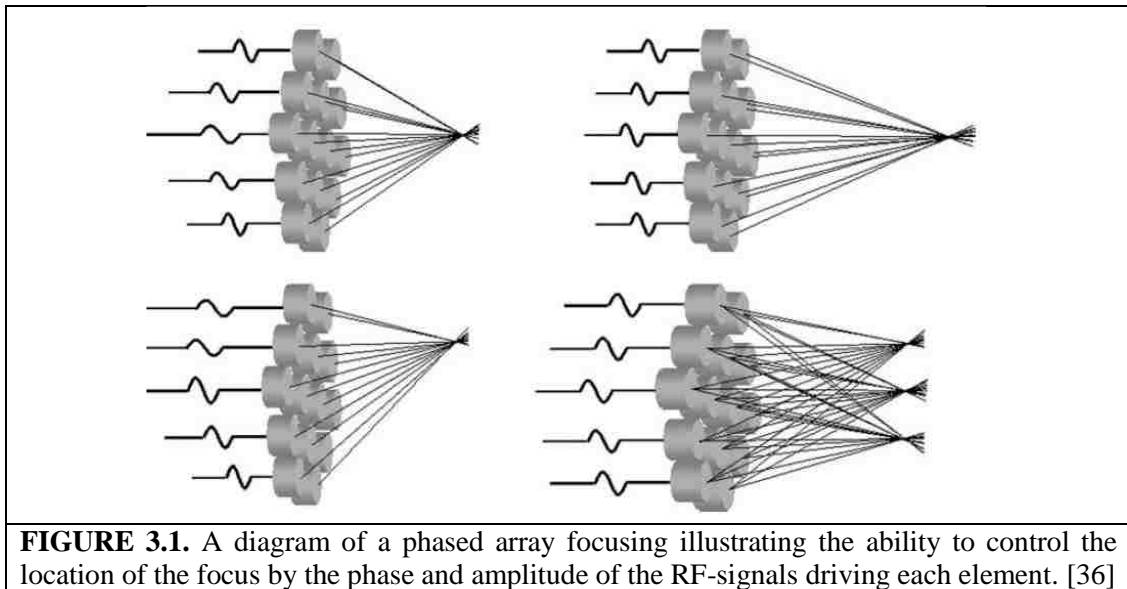 FIGURE 3.1. A diagram of a phased array focusing illustrating the ability to control the
location of the focus by the phase and amplitude of the RF-signals driving each element. [36]